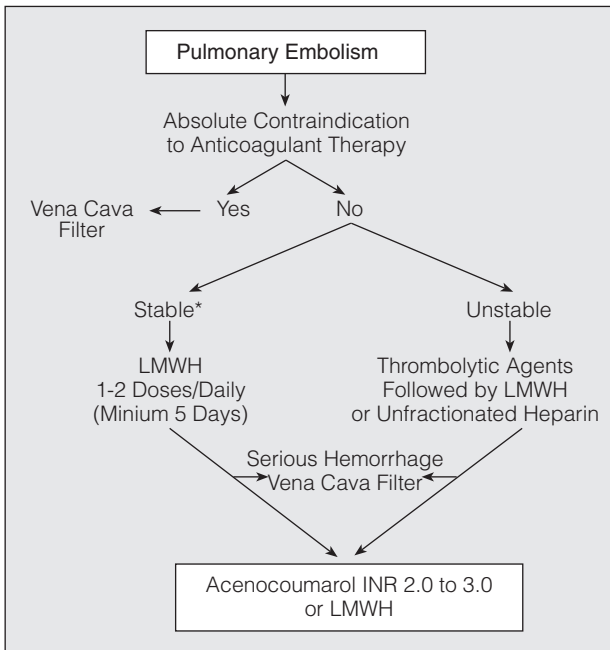 Pulmonary Embolism
Absolute Contraindication
to Anticoagulant Therapy
Vena Cava
Filter
Yes
No
Stable*
Unstable
LMWH
1-2 Doses/Daily
(Minium 5 Days)
Thrombolytic Agents
Followed by LMWH
or Unfractionated Heparin
Serious Hemorrhage
Vena Cava Filter
Acenocoumarol INR 2.0 to 3.0
or LMWH